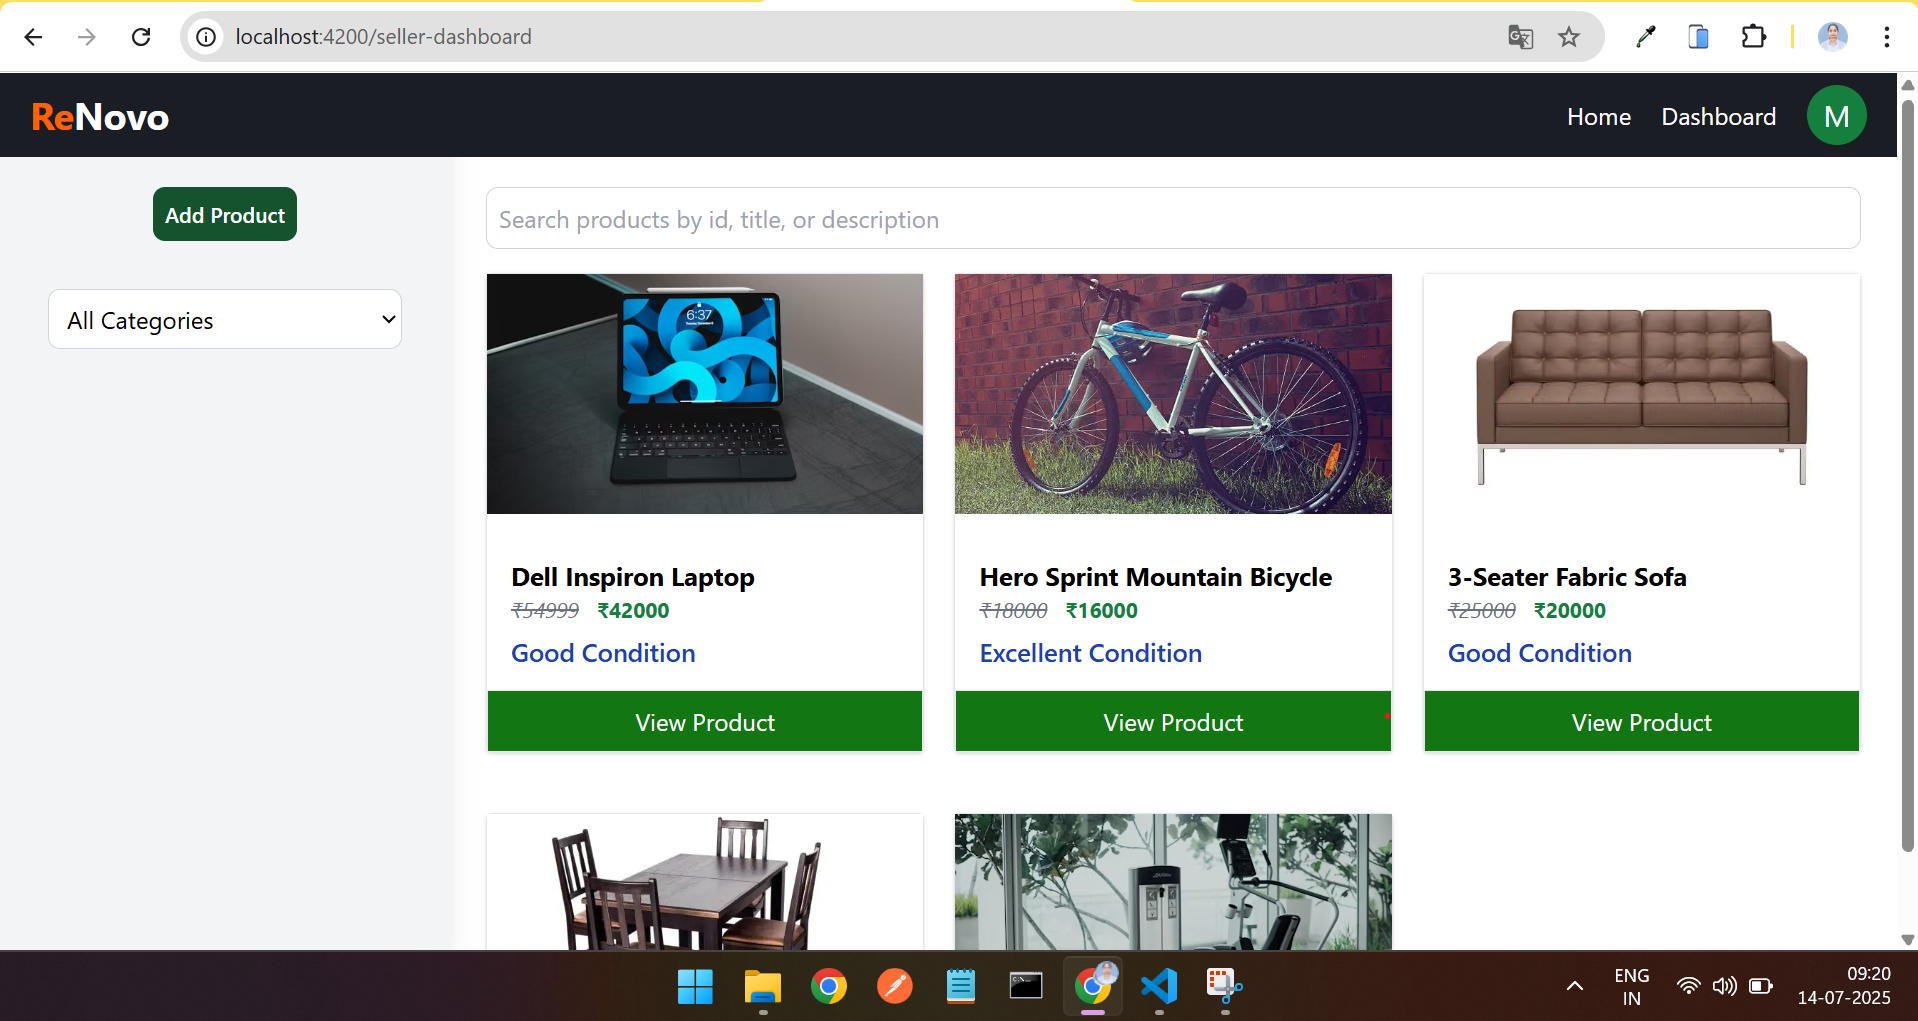 localhost:4200/seller-dashboard
ReNovo
Home Dashboard M
Add Product
All Categories
Search products by id, title, or description
6:37
Dell Inspiron Laptop
₹54999 ₹42000
Good Condition
View Product
Hero Sprint Mountain Bicycle
₹18000 ₹16000
Excellent Condition
View Product
3-Seater Fabric Sofa
₹25000 ₹20000
Good Condition
View Product
ENG
IN
09:20
14-07-2025